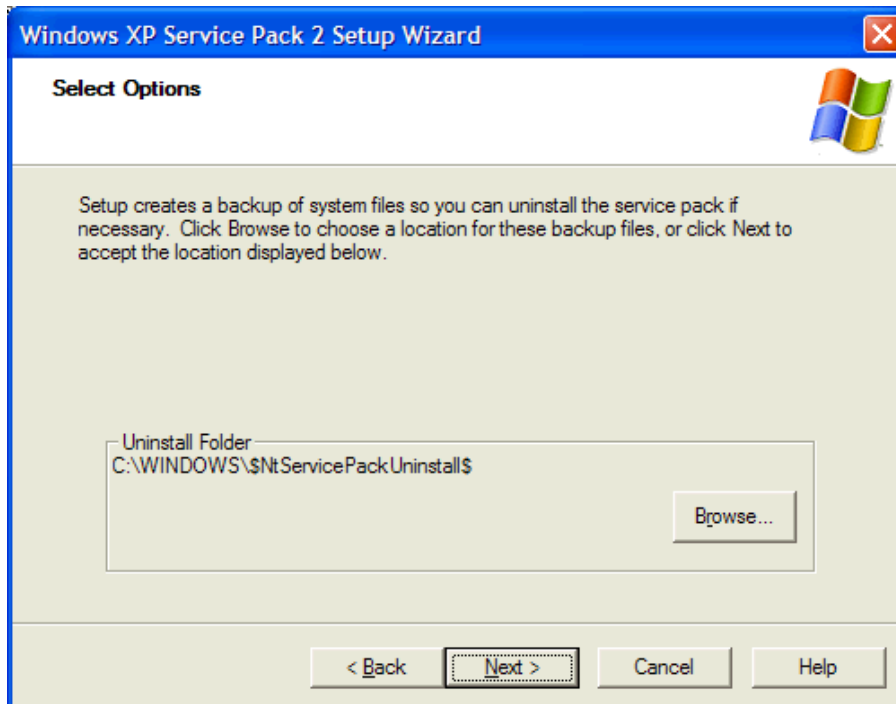 Windows XP Service Pack 2 Setup Wizard
Select Options
Setup creates a backup of system files so you can uninstall the service pack if
necessary. Click Browse to choose a location for these backup files, or click Next to
accept the location displayed below.
Uninstall Folder
C:\WINDOWS\$NtServicePackUninstall$
Browse...
< Back
Next >
Cancel
Help